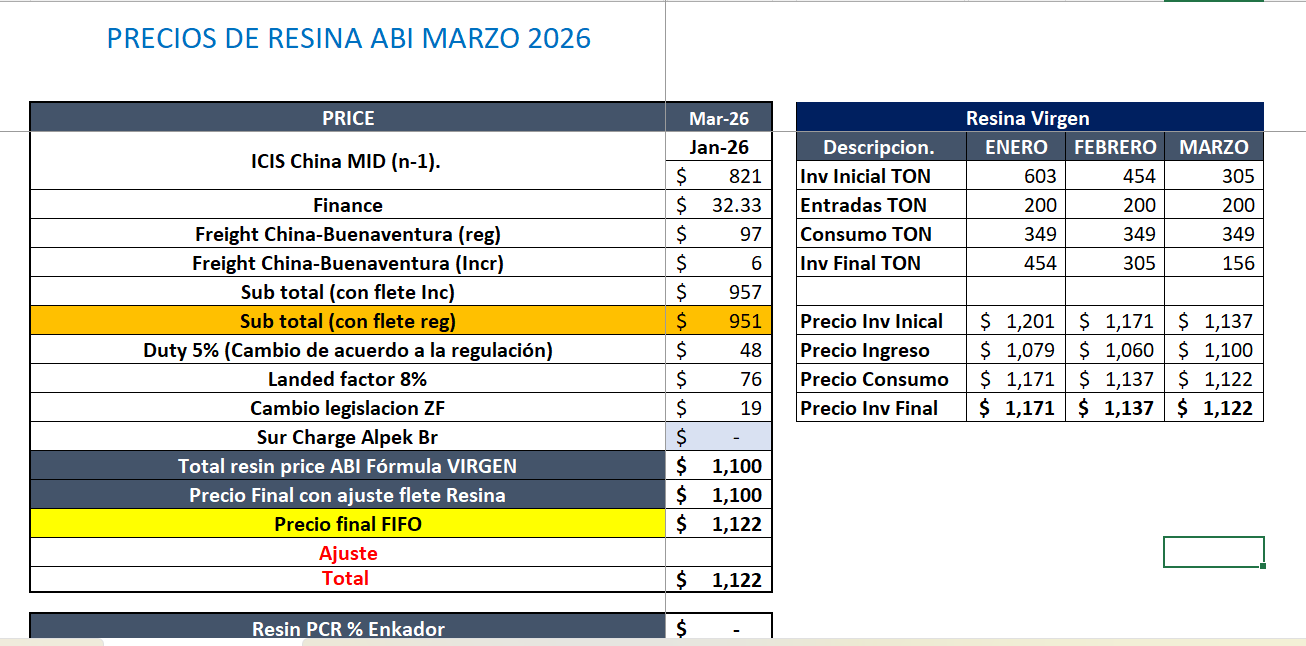 PRECIOS DE RESINA ABI MARZO 2026
PRICE Mar-26
ICIS China MID (n-1). Jan-26
$ 821
Finance $ 32.33
Freight China-Buenaventura (reg) $ 97
Freight China-Buenaventura (Incr) $ 6
Sub total (con flete Inc) $ 957
Sub total (con flete reg) $ 951
Duty 5% (Cambio de acuerdo a la regulación) $ 48
Landed factor 8% $ 76
Cambio legislacion ZF $ 19
Sur Charge Alpek Br $ -
Total resin price ABI Fórmula VIRGEN $ 1,100
Precio Final con ajuste flete Resina $ 1,100
Precio final FIFO $ 1,122
Ajuste
Total $ 1,122
Resin PCR % Enkador $ -
Resina Virgen
Descripcion. ENERO FEBRERO MARZO
Inv Inicial TON 603 454 305
Entradas TON 200 200 200
Consumo TON 349 349 349
Inv Final TON 454 305 156
Precio Inv Inical $ 1,201 $ 1,171 $ 1,137
Precio Ingreso $ 1,079 $ 1,060 $ 1,100
Precio Consumo $ 1,171 $ 1,137 $ 1,122
Precio Inv Final $ 1,171 $ 1,137 $ 1,122